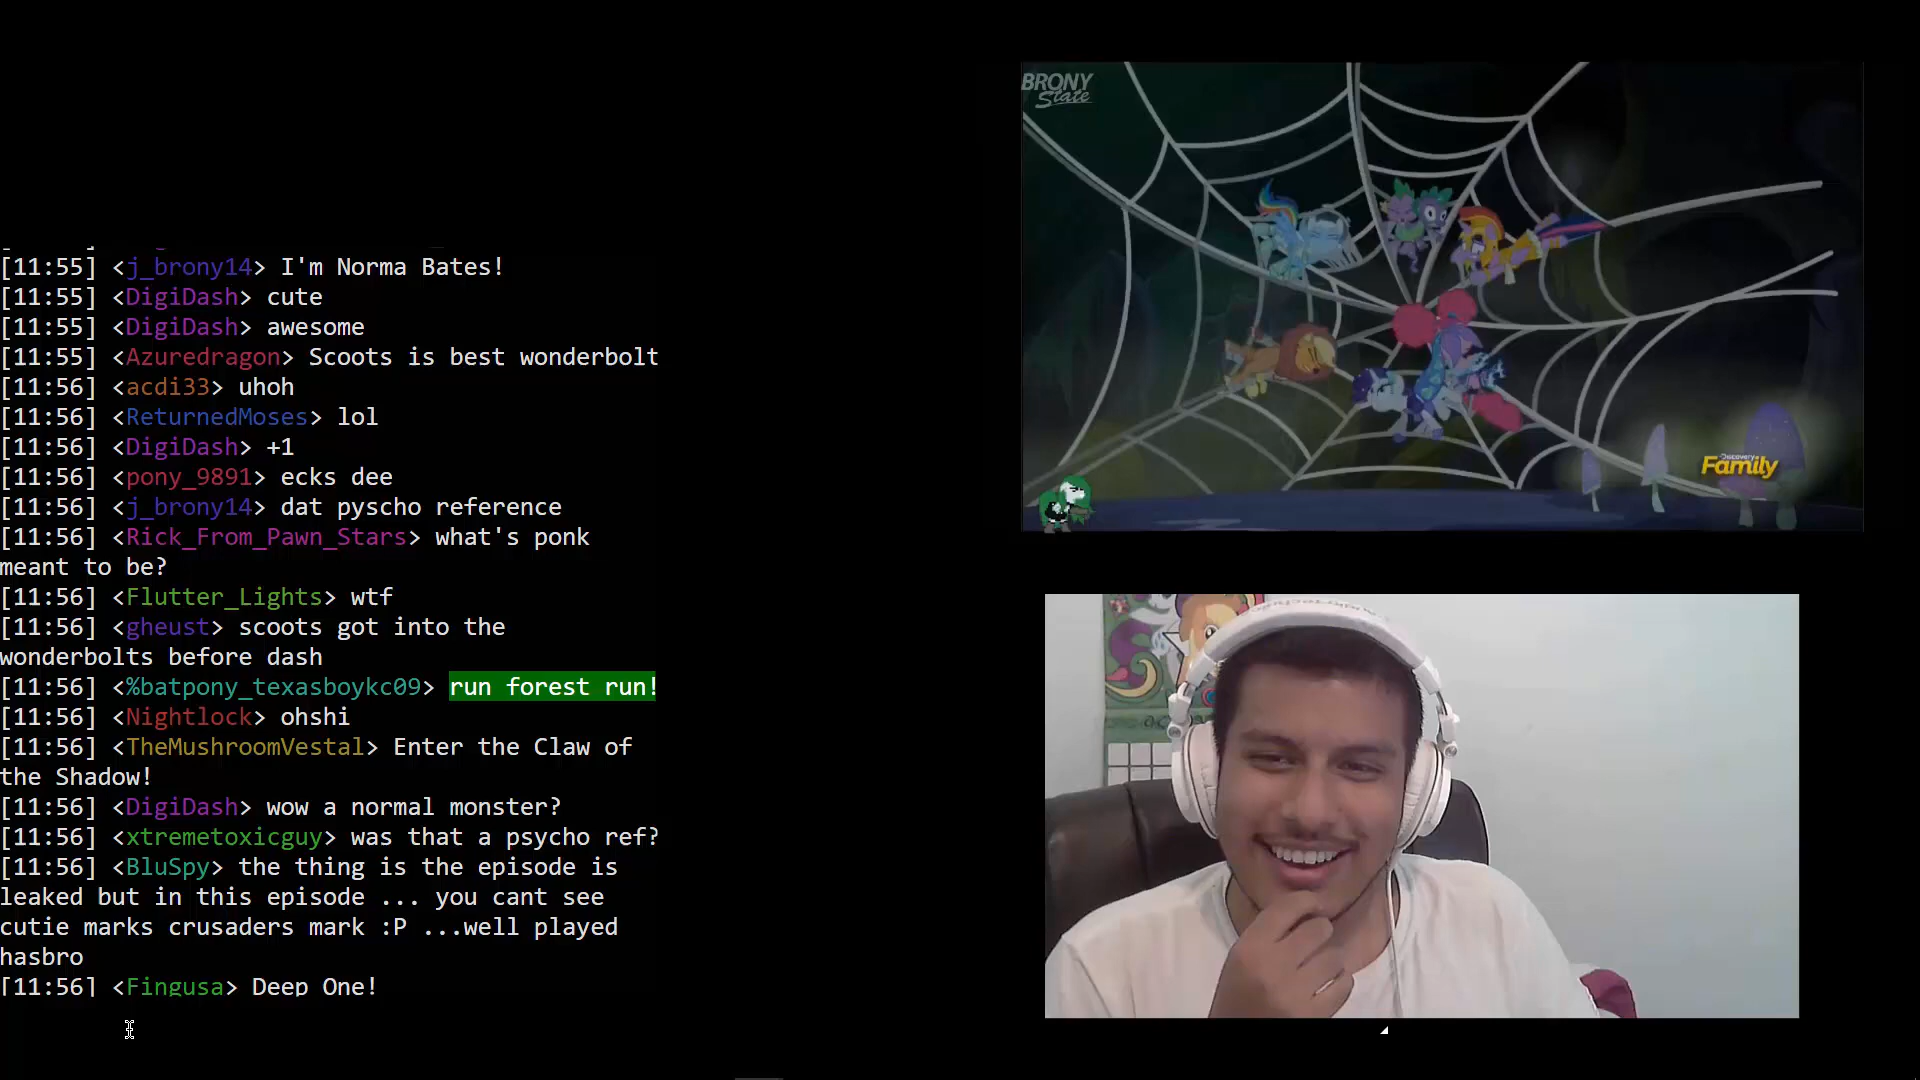 BRONY
State
[11:55] <j_brony14> I'm Norma Bates!
[11:55] <DigiDash> cute
[11:55] <DigiDash> awesome
[11:55] <Azuredragon> Scoots is best wonderbolt
[11:56] <acdi33> uhoh
[11:56] <ReturnedMoses> lol
[11:56] <DigiDash> +1
[11:56] <pony_9891> ecks dee
[11:56] <j_brony14> dat pyscho reference
[11:56] <Rick_From_Pawn_Stars> what's ponk
meant to be?
[11:56] <Flutter_Lights> wtf
[11:56] <gheust> scoots got into the
wonderbolts before dash
[11:56] <%batpony_texasboykc09> run forest run!
[11:56] <Nightlock> ohshi
[11:56] <TheMushroomVestal> Enter the Claw of
the Shadow!
[11:56] <DigiDash> wow a normal monster?
[11:56] <xtremetoxicguy> was that a psycho ref?
[11:56] <BluSpy> the thing is the episode is
leaked but in this episode ... you cant see
cutie marks crusaders mark :P ...well played
hasbro
[11:56] <Fingusa> Deep One!
Discovery
Family